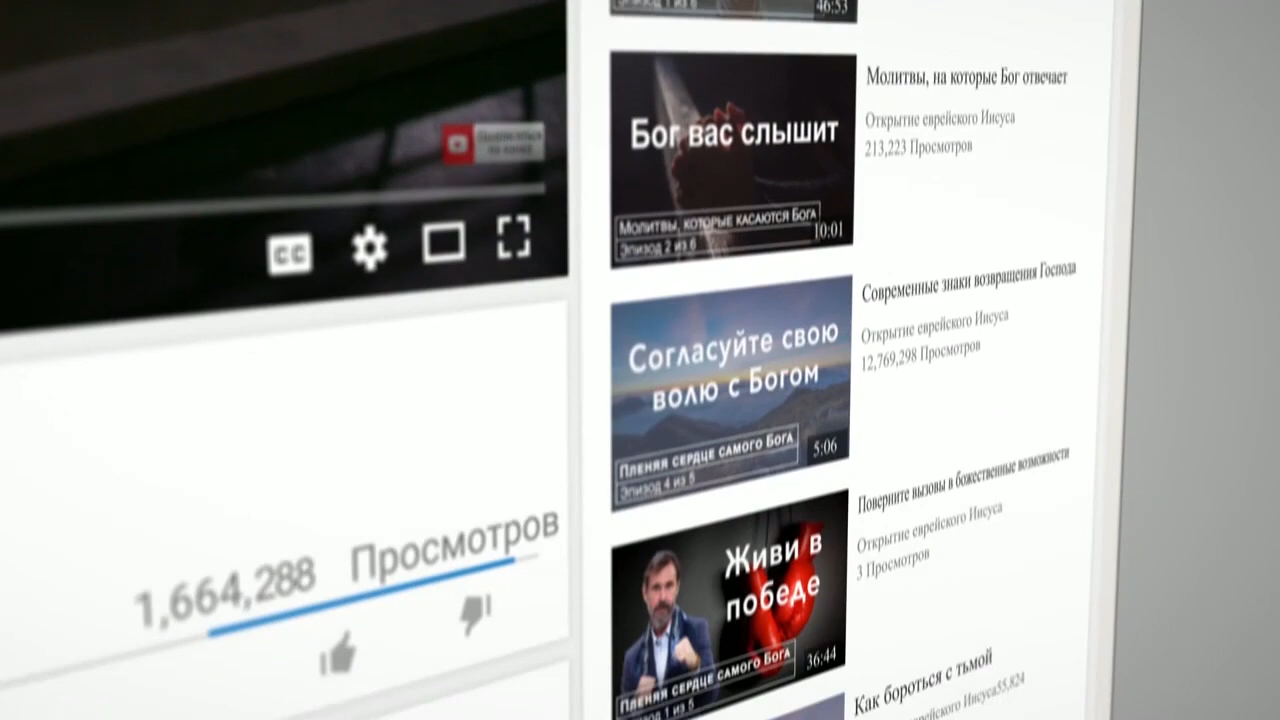 46:53
Бог вас слышит
Молитвы, которые касаются Бога
Эпизод 2 из 6
10:01
Молитвы, на которые Бог отвечает
Открытие еврейского Иисуса
213,223 Просмотров
CC
Согласуйте свою
волю с Богом
Пленяя сердце самого Бога
Эпизод 4 из 5
5:06
Современные знаки возвращения Господа
Открытие еврейского Иисуса
12,769,298 Просмотров
1,664,288 Просмотров
Живи в
победе
Пленяя сердце самого Бога
Эпизод 1 из 5
36:44
Поверните вызовы в божественные возможности
Открытие еврейского Иисуса
3 Просмотров
Как бороться с тьмой
Открытие еврейского Иисуса55,824